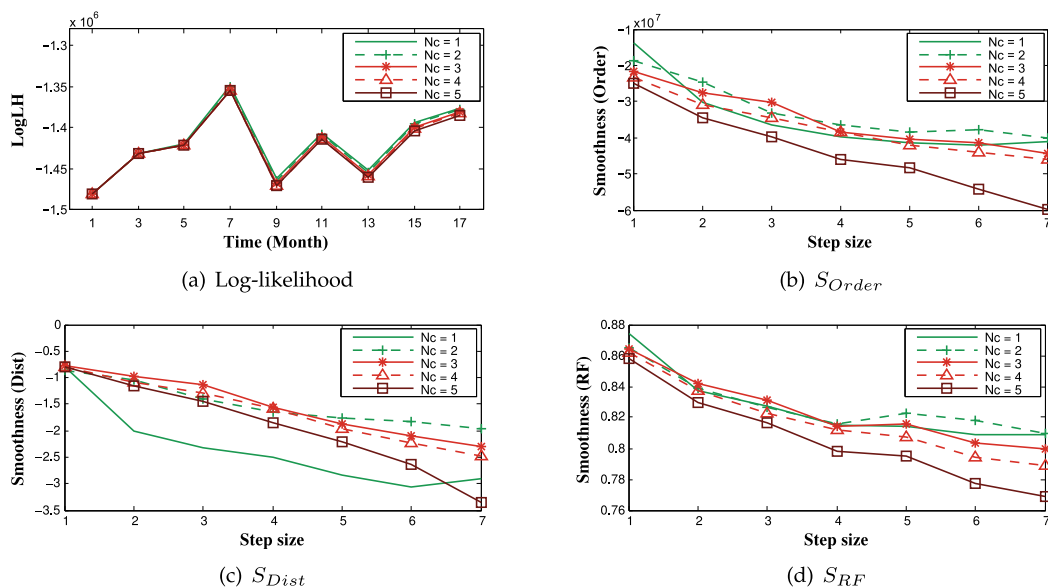 x 10^6
−1.3
−1.35
−1.4
−1.45
−1.5
LogLH
1 3 5 7 9 11 13 15 17
Time (Month)
Nc = 1
Nc = 2
Nc = 3
Nc = 4
Nc = 5
(a) Log-likelihood
x 10^7
−1
−2
−3
−4
−5
−6
Smoothness (Order)
1 2 3 4 5 6 7
Step size
Nc = 1
Nc = 2
Nc = 3
Nc = 4
Nc = 5
(b) S_Order
0
−0.5
−1
−1.5
−2
−2.5
−3
−3.5
Smoothness (Dist)
1 2 3 4 5 6 7
Step size
Nc = 1
Nc = 2
Nc = 3
Nc = 4
Nc = 5
(c) S_Dist
0.88
0.86
0.84
0.82
0.8
0.78
0.76
Smoothness (RF)
1 2 3 4 5 6 7
Step size
Nc = 1
Nc = 2
Nc = 3
Nc = 4
Nc = 5
(d) S_RF